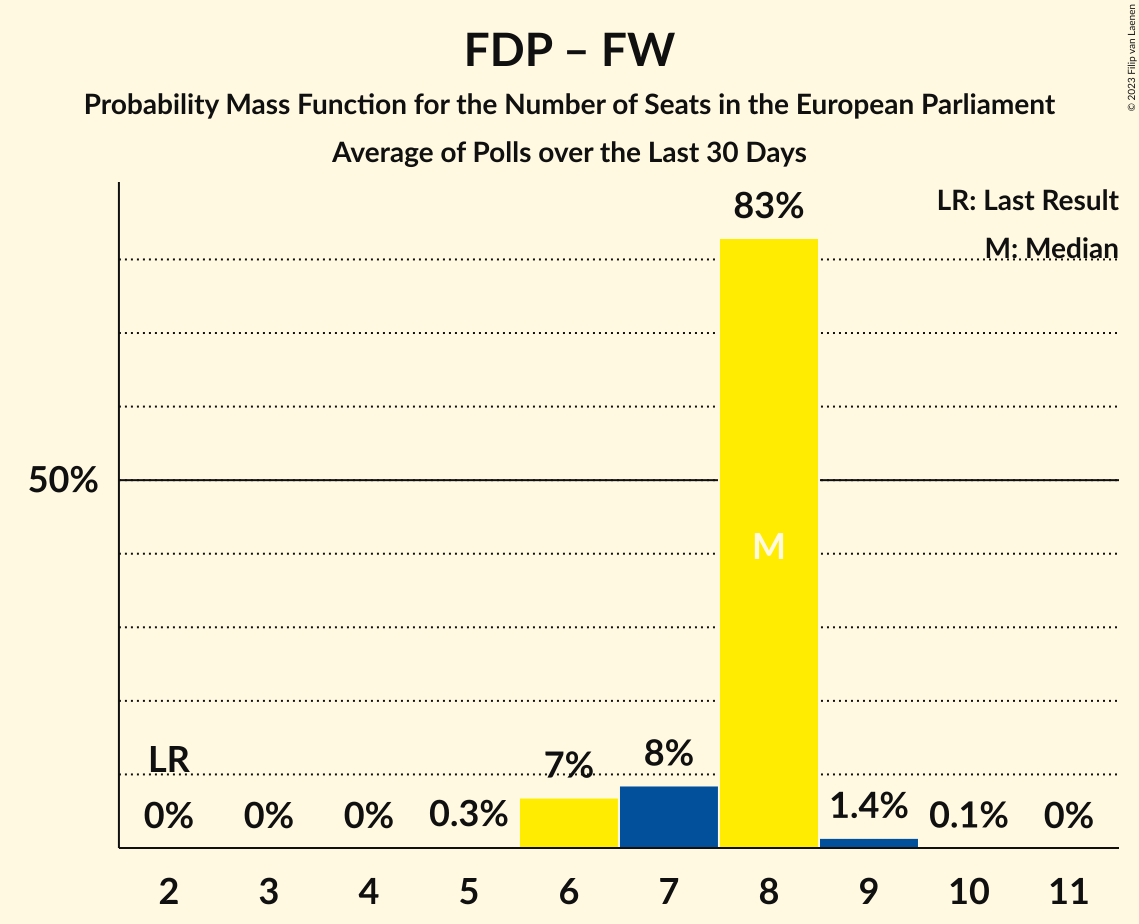 FDP – FW
Probability Mass Function for the Number of Seats in the European Parliament
Average of Polls over the Last 30 Days
© 2023 Filip van Laenen
LR: Last Result
M: Median
83%
50%
M
LR
0%
0%
0%
0.3%
7%
8%
1.4%
0.1%
0%
2
3
4
5
6
7
8
9
10
11